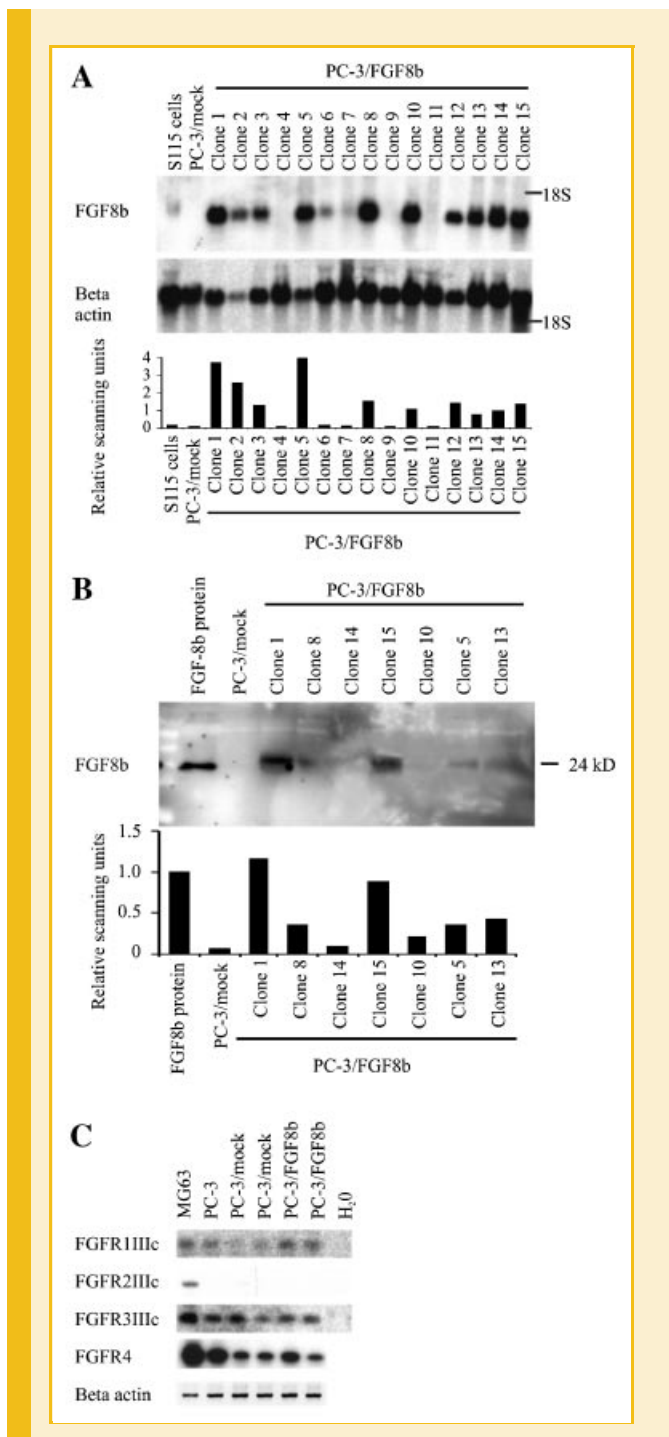 A
PC-3/FGF8b
S115 cells
PC-3/mock
Clone 1
Clone 2
Clone 3
Clone 4
Clone 5
Clone 6
Clone 7
Clone 8
Clone 9
Clone 10
Clone 11
Clone 12
Clone 13
Clone 14
Clone 15
FGF8b
18S
Beta
actin
18S
Relative scanning units
4
3
2
1
0
S115 cells
PC-3/mock
Clone 1
Clone 2
Clone 3
Clone 4
Clone 5
Clone 6
Clone 7
Clone 8
Clone 9
Clone 10
Clone 11
Clone 12
Clone 13
Clone 14
Clone 15
PC-3/FGF8b
B
PC-3/FGF8b
FGF-8b protein
PC-3/mock
Clone 1
Clone 8
Clone 14
Clone 15
Clone 10
Clone 5
Clone 13
FGF8b
24 kD
Relative scanning units
1.5
1.0
0.5
0
FGF8b protein
PC-3/mock
Clone 1
Clone 8
Clone 14
Clone 15
Clone 10
Clone 5
Clone 13
PC-3/FGF8b
C
MG63
PC-3
PC-3/mock
PC-3/mock
PC-3/FGF8b
PC-3/FGF8b
H₂0
FGFR1IIIc
FGFR2IIIc
FGFR3IIIc
FGFR4
Beta actin